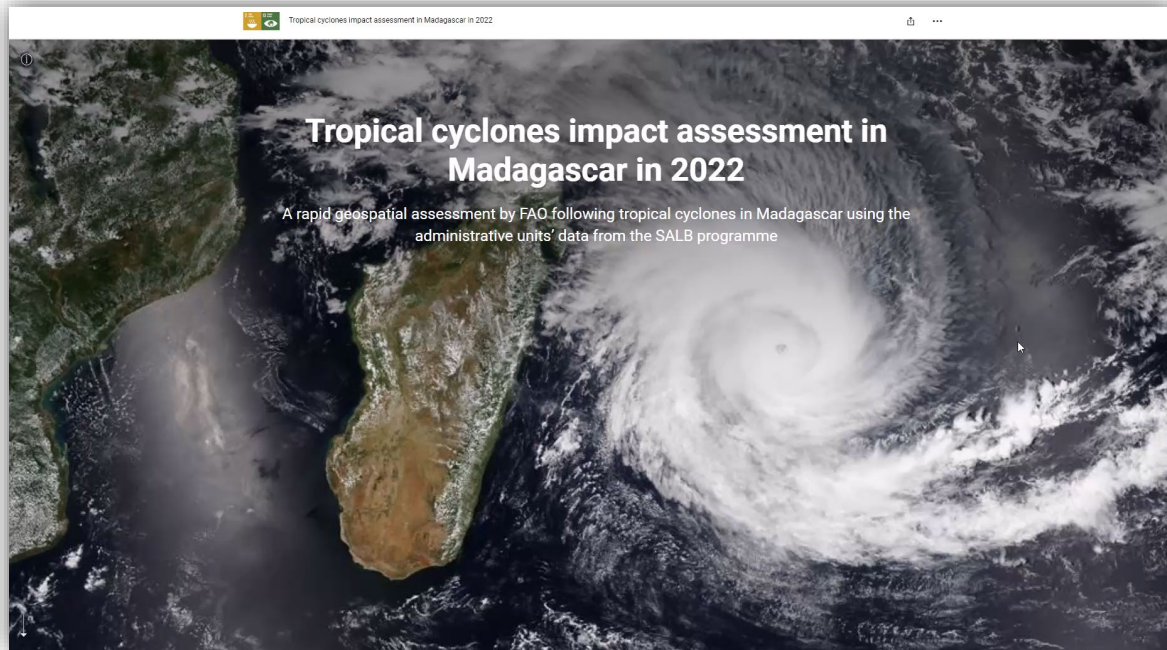 Tropical cyclones impact assessment in Madagascar in 2022
Tropical cyclones impact assessment in
Madagascar in 2022
A rapid geospatial assessment by FAO following tropical cyclones in Madagascar using the
administrative units’ data from the SALB programme